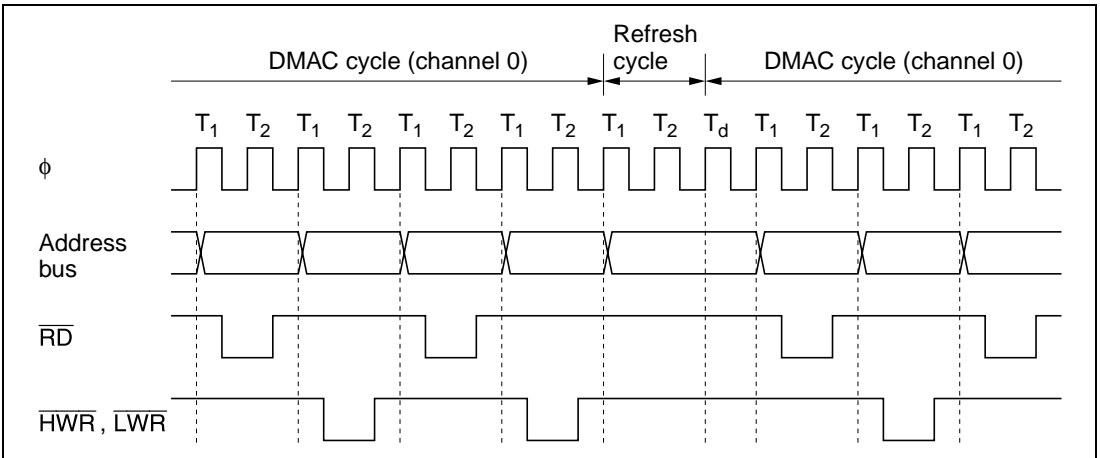 Refresh
DMAC cycle (channel 0) cycle DMAC cycle (channel 0)
T1 T2 T1 T2 T1 T2 T1 T2 T1 T2 Td T1 T2 T1 T2 T1 T2
φ
Address
bus
RD
HWR , LWR